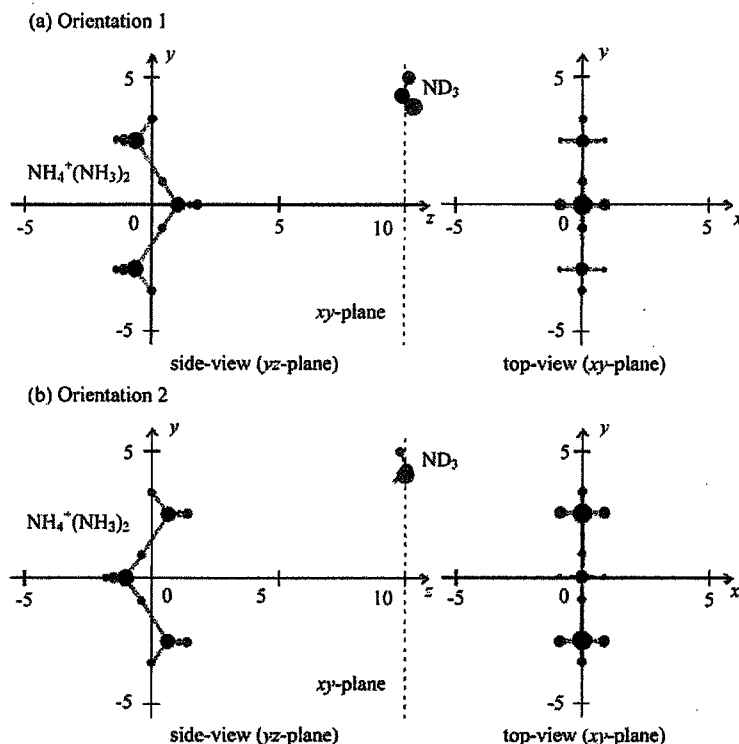 (a) Orientation 1
y
5
ND3
NH4+(NH3)2
-5
0
5
10
z
-5
xy-plane
side-view (yz-plane)
y
5
-5
0
5
x
-5
top-view (xy-plane)
(b) Orientation 2
y
5
ND3
NH4+(NH3)2
-5
0
5
10
z
-5
xy-plane
side-view (yz-plane)
y
5
-5
0
5
x
-5
top-view (xy-plane)